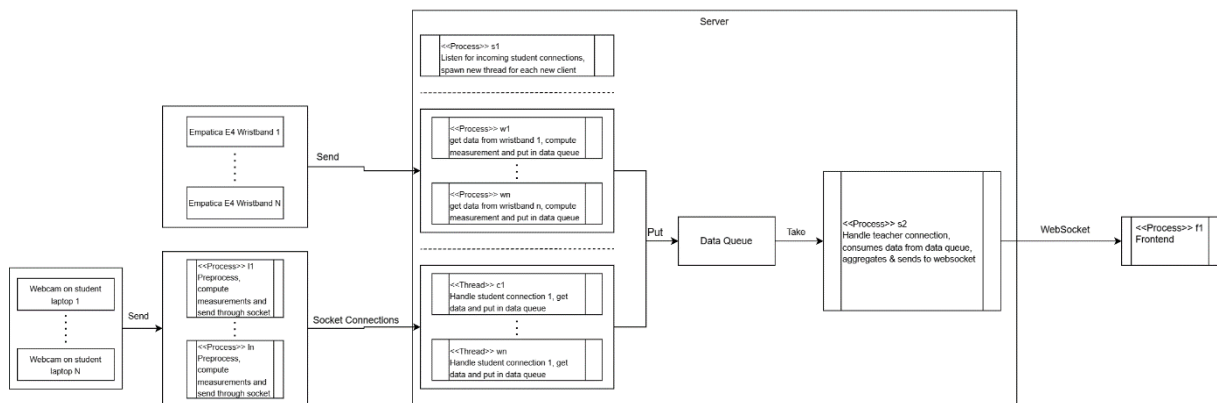 Server
<<Process>> s1
Listen for incoming student connections,
spawn new thread for each new client
Empatica E4 Wristband 1
Empatica E4 Wristband N
Send
<<Process>> w1
get data from wristband 1, compute
measurement and put in data queue
<<Process>> wn
get data from wristband n, compute
measurement and put in data queue
Webcam on student
laptop 1
Webcam on student
laptop N
Send
<<Process>> l1
Preprocess,
compute
measurements and
send through socket
<<Process>> ln
Preprocess,
compute
measurements and
send through socket
Socket Connections
<<Thread>> c1
Handle student connection 1, get
data and put in data queue
<<Thread>> wn
Handle student connection 1, get
data and put in data queue
Put
Data Queue
Take
<<Process>> s2
Handle teacher connection,
consumes data from data queue,
aggregates & sends to websocket
WebSocket
<<Process>> f1
Frontend